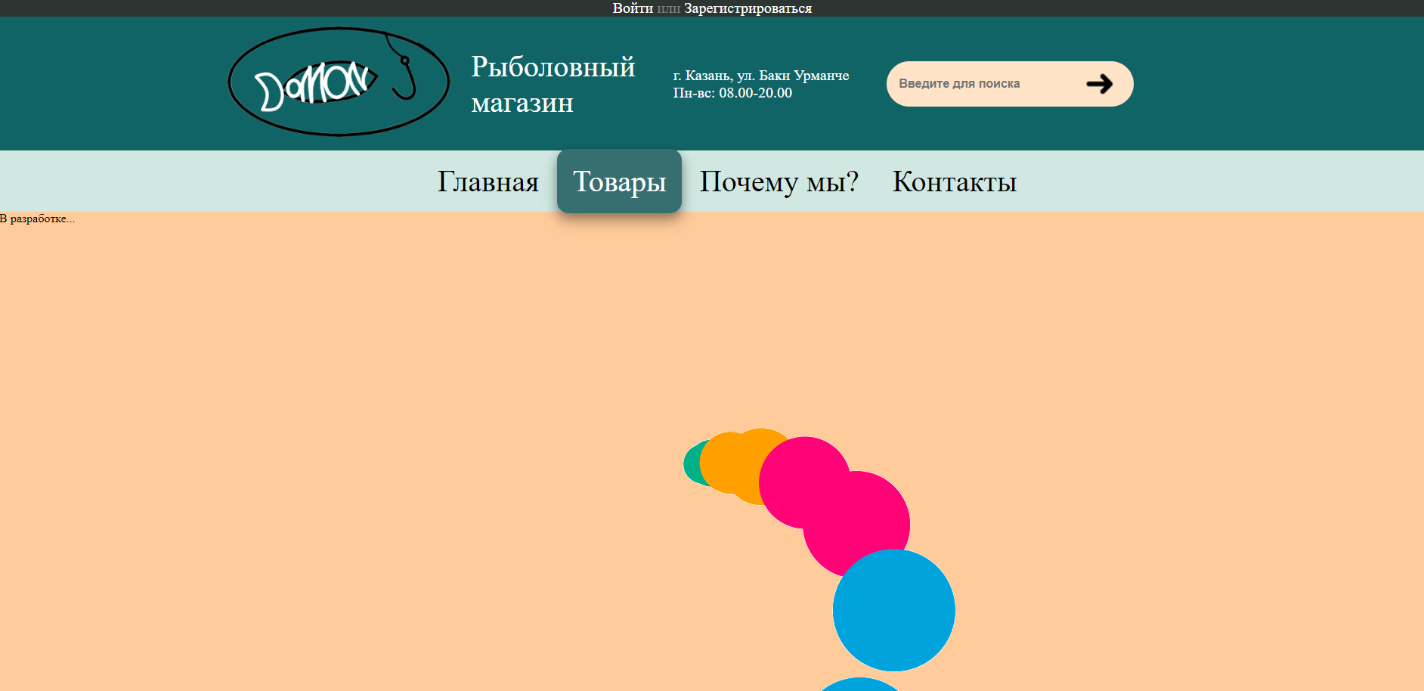 Войти или Зарегистрироваться
DaMON
Рыболовный
магазин
г. Казань, ул. Баки Урманче
Пн-вс: 08.00-20.00
Введите для поиска
Главная Товары Почему мы? Контакты
В разработке...